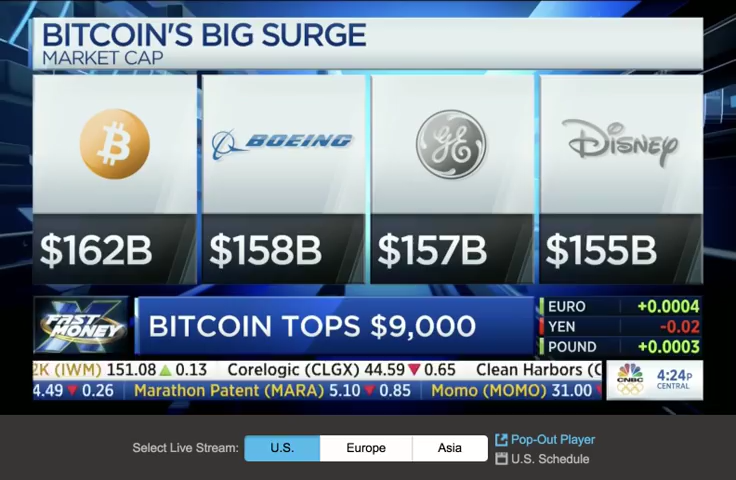 BITCOIN'S BIG SURGE
MARKET CAP
BOEING
GE
DISNEY
$162B $158B $157B $155B
FAST MONEY
BITCOIN TOPS $9,000
EURO +0.0004
YEN -0.02
POUND +0.0003
2K (IWM) 151.08 ▲ 0.13 Corelogic (CLGX) 44.59 ▼ 0.65 Clean Harbors (C
4.49 ▼ 0.26 Marathon Patent (MARA) 5.10 ▼ 0.85 Momo (MOMO) 31.00
CNBC
4:24P
CENTRAL
Select Live Stream: U.S. Europe Asia
Pop-Out Player
U.S. Schedule